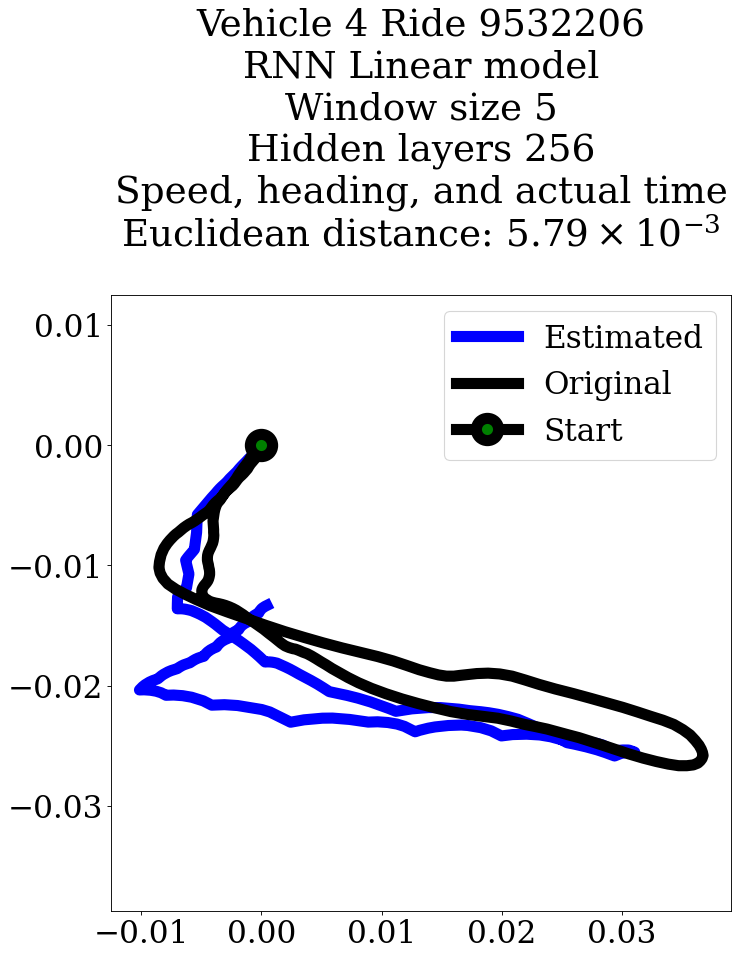 Vehicle 4 Ride 9532206
RNN Linear model
Window size 5
Hidden layers 256
Speed, heading, and actual time
Euclidean distance: 5.79 × 10⁻³
Estimated
Original
Start
0.01
0.00
−0.01
−0.02
−0.03
−0.01 0.00 0.01 0.02 0.03